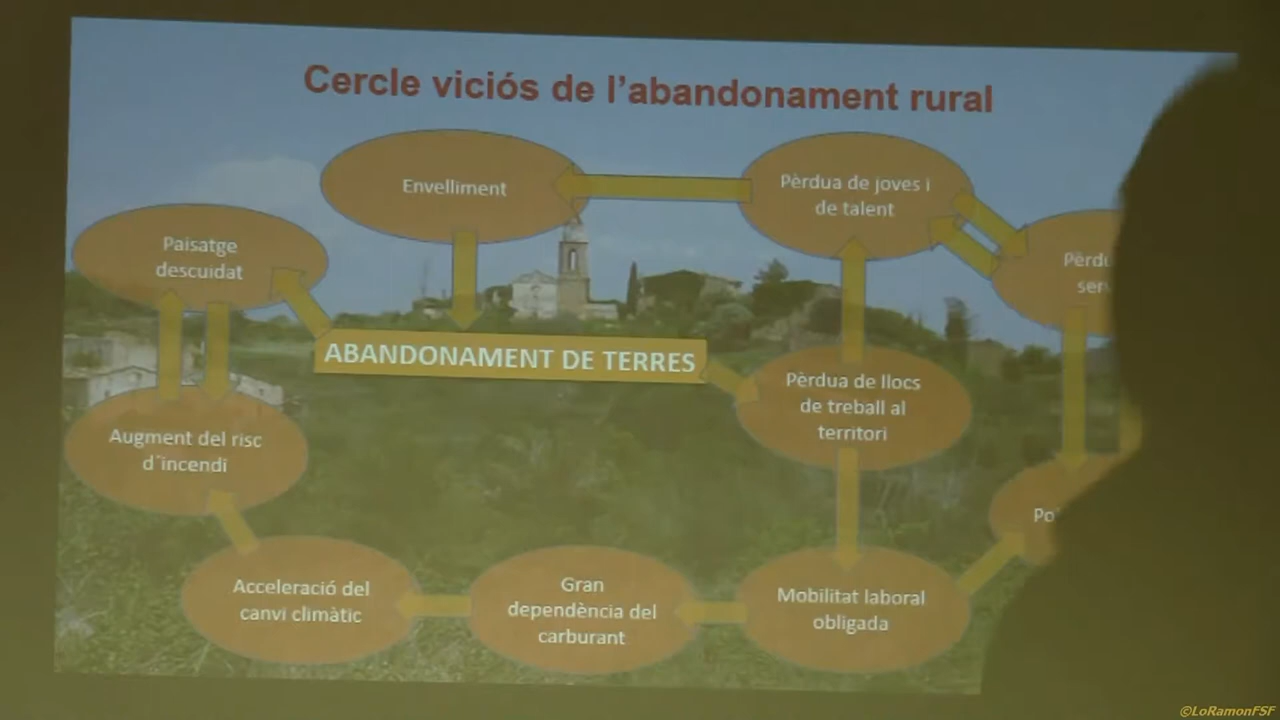 Cercle viciós de l'abandonament rural
Envelliment
Pèrdua de joves i
de talent
Paisatge
descuidat
ABANDONAMENT DE TERRES
Pèrdua de llocs
de treball al
territori
Augment del risc
d´incendi
Acceleració del
canvi climàtic
Gran
dependència del
carburant
Mobilitat laboral
obligada
©LoRamonFSF